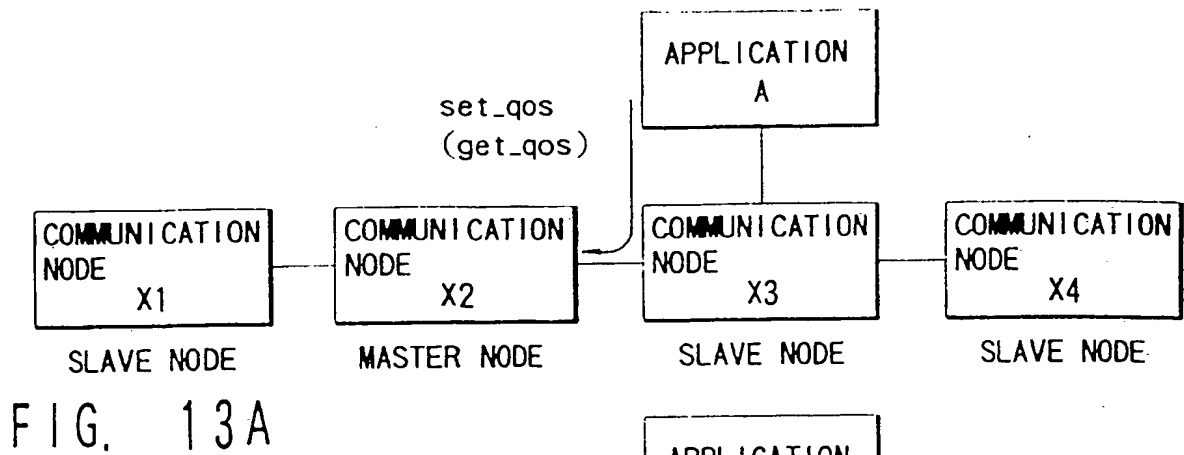 APPLICATION
A
set_qos
(get_qos)
COMMUNICATION
NODE
X1
COMMUNICATION
NODE
X2
COMMUNICATION
NODE
X3
COMMUNICATION
NODE
X4
SLAVE NODE
MASTER NODE
SLAVE NODE
SLAVE NODE
FIG. 13A
APPLICATION